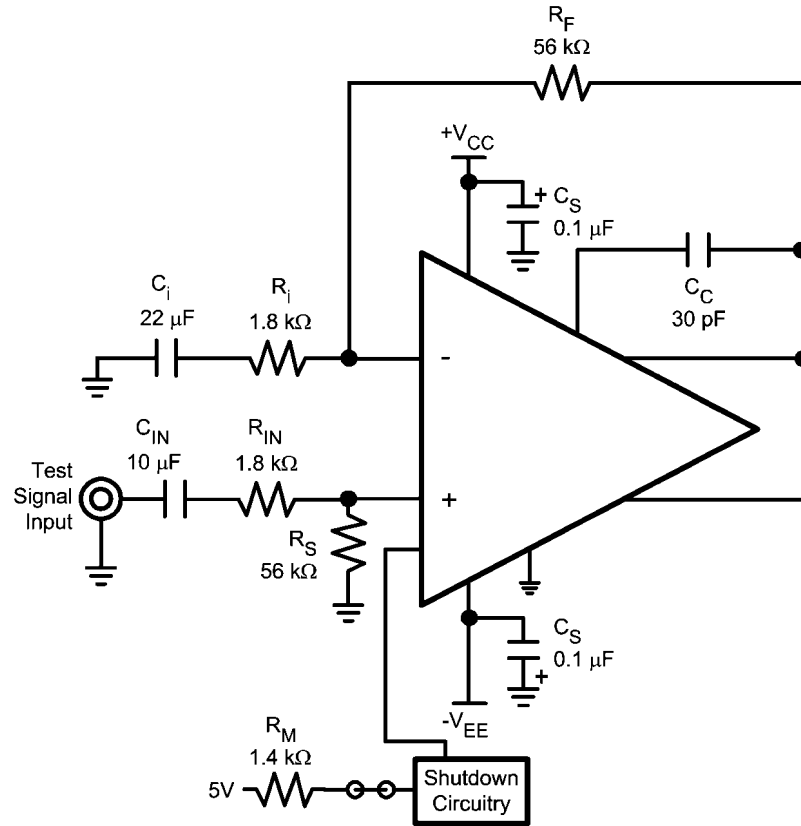 R_F
56 kΩ
+V_CC
+ C_S
0.1 µF
C_i
22 µF
R_i
1.8 kΩ
C_C
30 pF
-
C_IN
10 µF
R_IN
1.8 kΩ
Test
Signal
Input
+
R_S
56 kΩ
C_S
0.1 µF
+
-V_EE
R_M
1.4 kΩ
5V
Shutdown
Circuitry